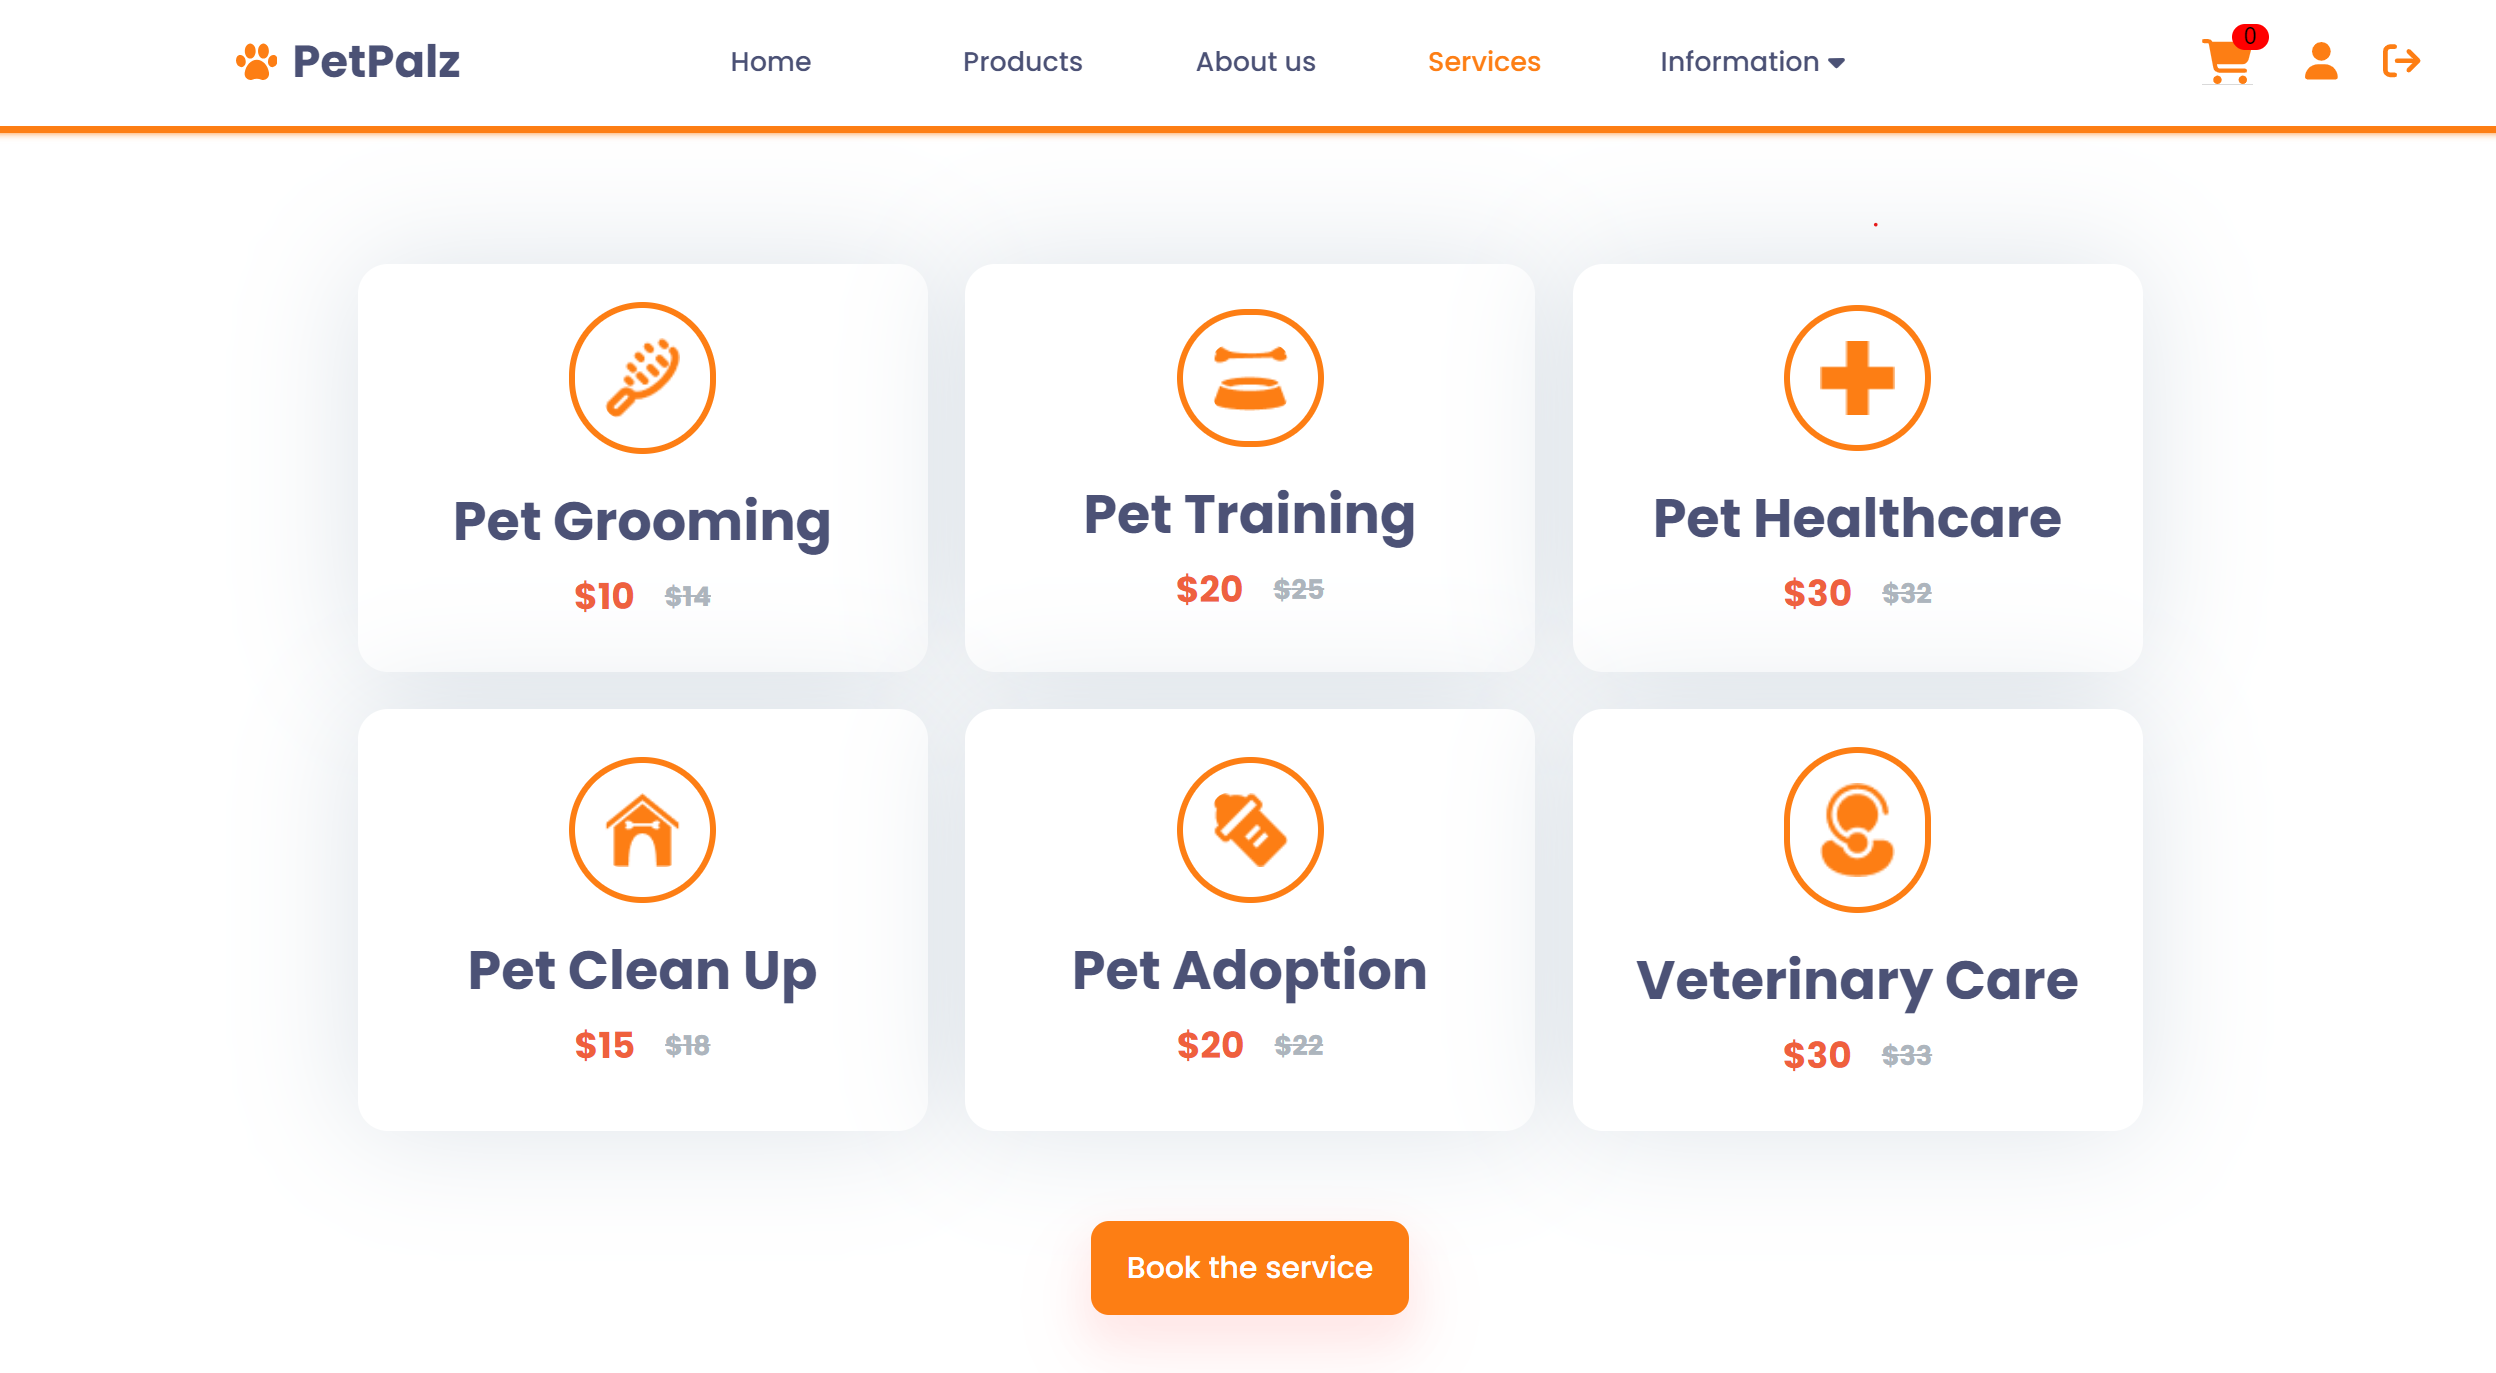 PetPalz Home Products About us Services Information 0
Pet Grooming Pet Training Pet Healthcare
$10 $14 $20 $25 $30 $32
Pet Clean Up Pet Adoption Veterinary Care
$15 $18 $20 $22 $30 $33
Book the service